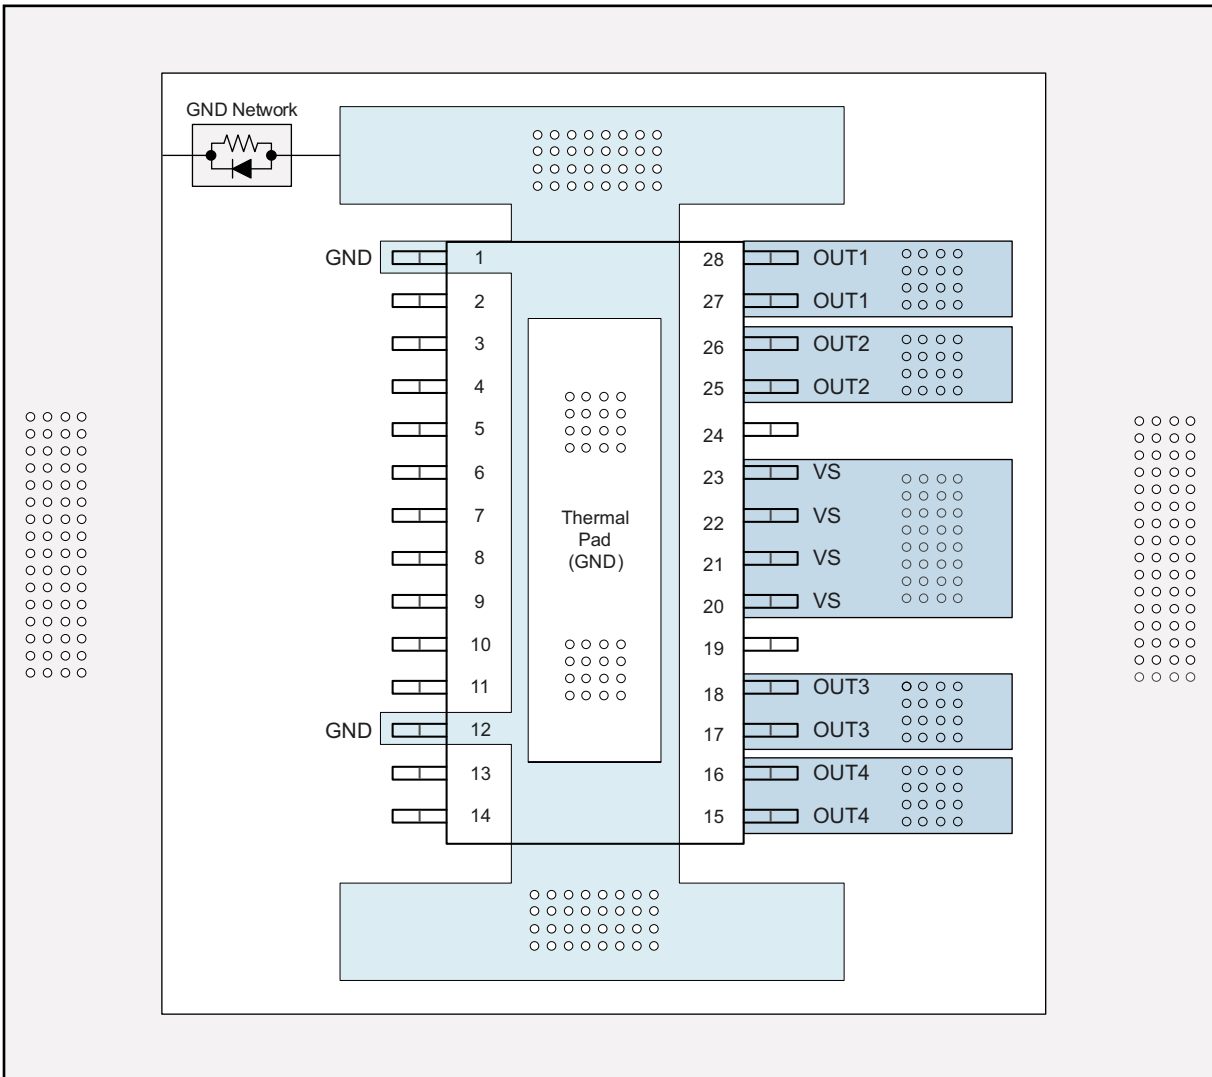 GND Network
GND 1 28 OUT1
2 27 OUT1
3 26 OUT2
4 25 OUT2
5 24
6 23 VS
7 22 VS
8 21 VS
9 20 VS
10 19
11 18 OUT3
GND 12 17 OUT3
13 16 OUT4
14 15 OUT4
Thermal
Pad
(GND)